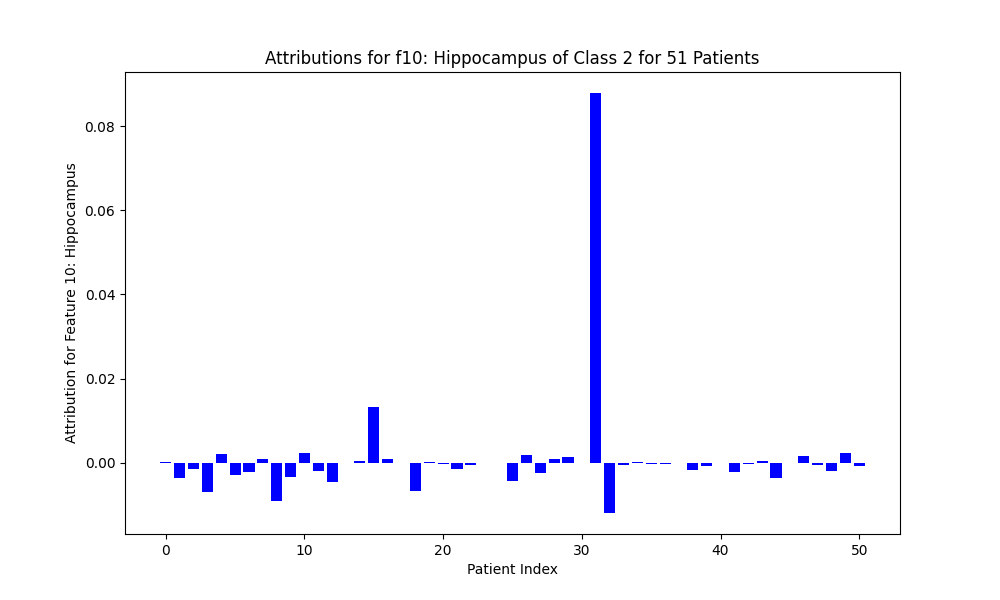 Attributions for f10: Hippocampus of Class 2 for 51 Patients
Attribution for Feature 10: Hippocampus
0.08
0.06
0.04
0.02
0.00
0 10 20 30 40 50
Patient Index